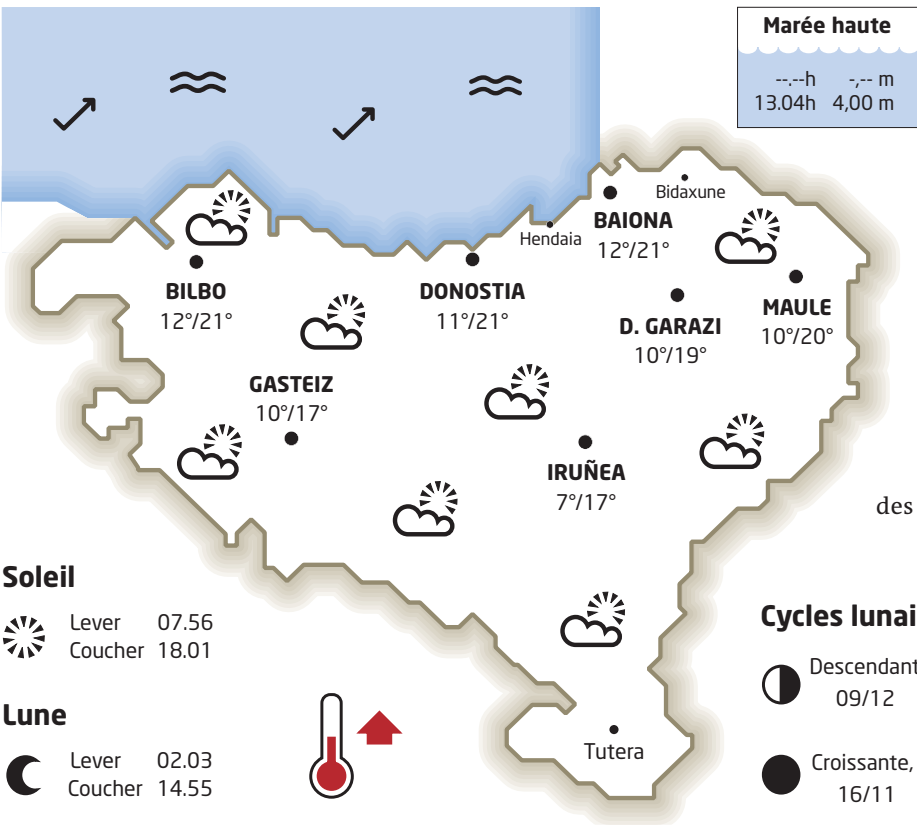 Marée haute
--.--h -,-- m
13.04h 4,00 m
Bidaxune
BAIONA
12°/21°
Hendaia
BILBO
12°/21°
DONOSTIA
11°/21°
D. GARAZI
10°/19°
MAULE
10°/20°
GASTEIZ
10°/17°
IRUÑEA
7°/17°
des
Soleil
Lever 07.56
Coucher 18.01
Lune
Lever 02.03
Coucher 14.55
Tutera
Cycles lunai
Descendant
09/12
Croissante,
16/11